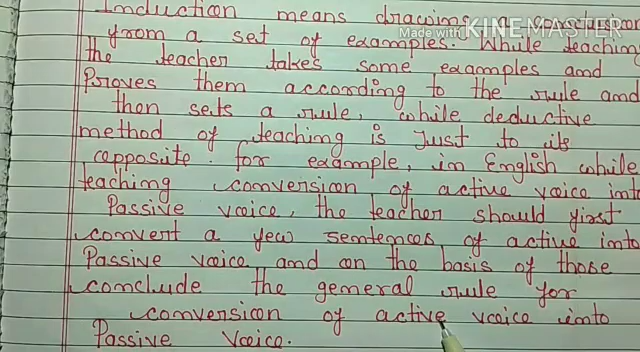 Induction means drawing a conclusion
from a set of examples. While teaching
the teacher takes some examples and
Proves them according to the rule and
than sets a rule, while deductive
method of teaching is Just to its
opposite. for example, in English while
teaching conversion of active voice into
Passive voice, the teacher should first
convert a few sentences of active into
Passive voice and on the basis of those
conclude the general rule for
conversion of active voice into
Passive Voice.
Made with KINEMASTER